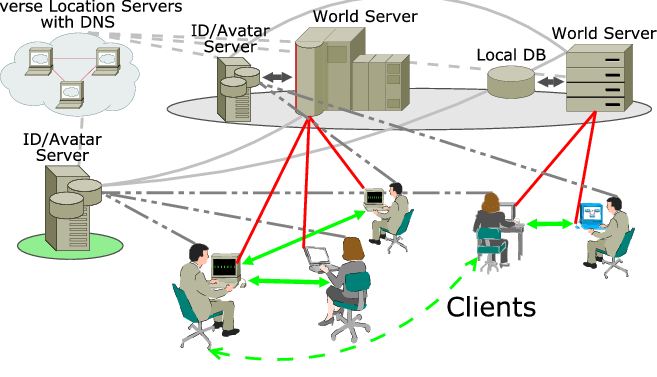 verse Location Servers
with DNS
ID/Avatar
Server
World Server
World Server
Local DB
ID/Avatar
Server
Clients